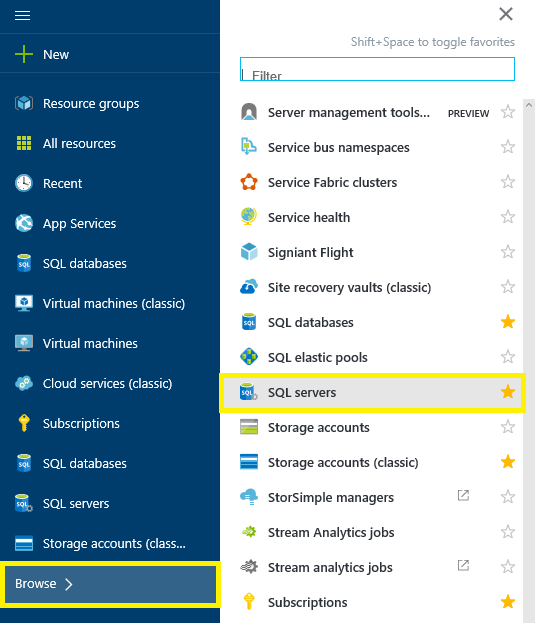 New
Resource groups
All resources
Recent
App Services
SQL databases
Virtual machines (classic)
Virtual machines
Cloud services (classic)
Subscriptions
SQL databases
SQL servers
Storage accounts (class...
Browse
Shift+Space to toggle favorites
Filter
Server management tools... PREVIEW
Service bus namespaces
Service Fabric clusters
Service health
Signiant Flight
Site recovery vaults (classic)
SQL databases
SQL elastic pools
SQL servers
Storage accounts
Storage accounts (classic)
StorSimple managers
Stream Analytics jobs
Stream analytics jobs
Subscriptions